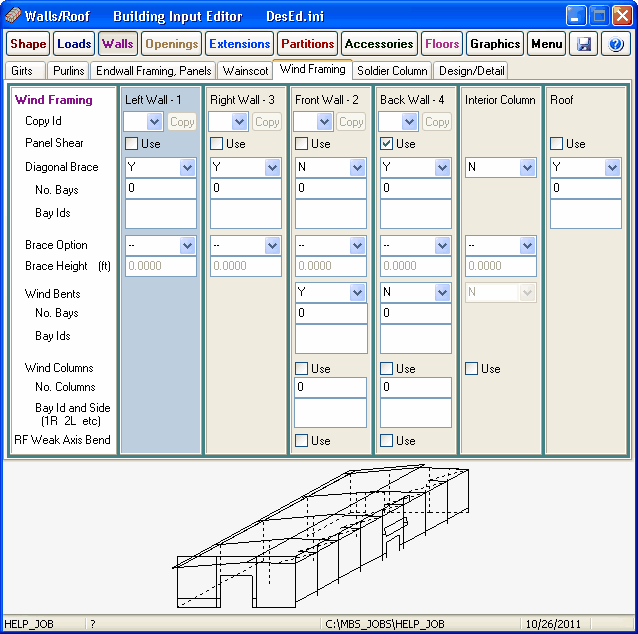 Walls/Roof Building Input Editor DesEd.ini
Shape Loads Walls Openings Extensions Partitions Accessories Floors Graphics Menu
Girts Purlins Endwall Framing, Panels Wainscot Wind Framing Soldier Column Design/Detail
Wind Framing Left Wall - 1 Right Wall - 3 Front Wall - 2 Back Wall - 4 Interior Column Roof
Copy Id Copy Copy Copy Copy
Panel Shear Use Use Use Use Use
Diagonal Brace Y Y N Y N Y
No. Bays 0 0 0 0 0
Bay Ids
Brace Option -- -- -- -- --
Brace Height (ft) 0.0000 0.0000 0.0000 0.0000 0.0000
Wind Bents Y N N
No. Bays 0 0
Bay Ids
Wind Columns Use Use Use
No. Columns 0 0
Bay Id and Side
(1R 2L etc)
RF Weak Axis Bend Use Use
HELP_JOB ? C:\MBS_JOBS\HELP_JOB 10/26/2011